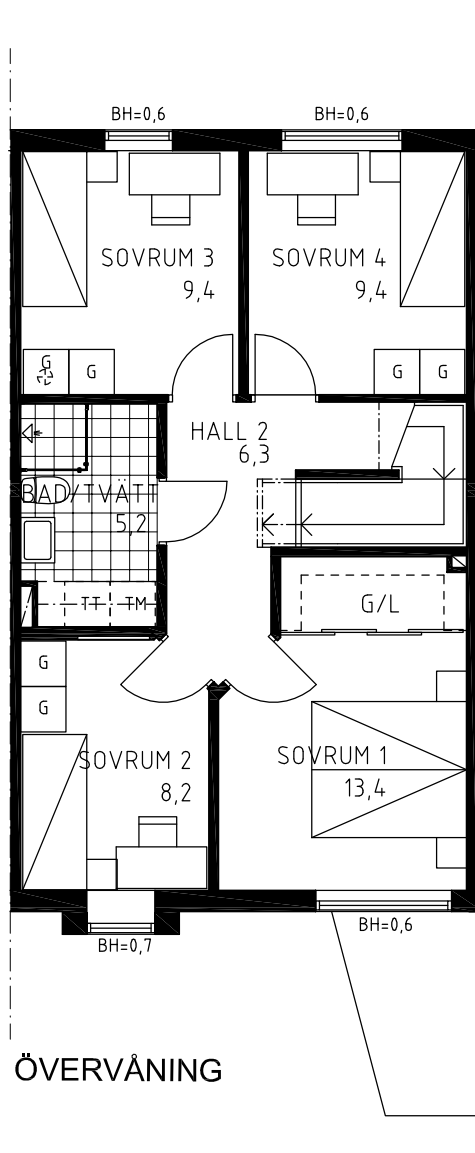 BH=0,6 BH=0,6
SOVRUM 3 SOVRUM 4
9,4 9,4
G G G G
HALL 2
6,3
BAD/TVÄTT
5,2
TT TM G/L
G
G
SOVRUM 2 SOVRUM 1
8,2 13,4
BH=0,7 BH=0,6
ÖVERVÅNING